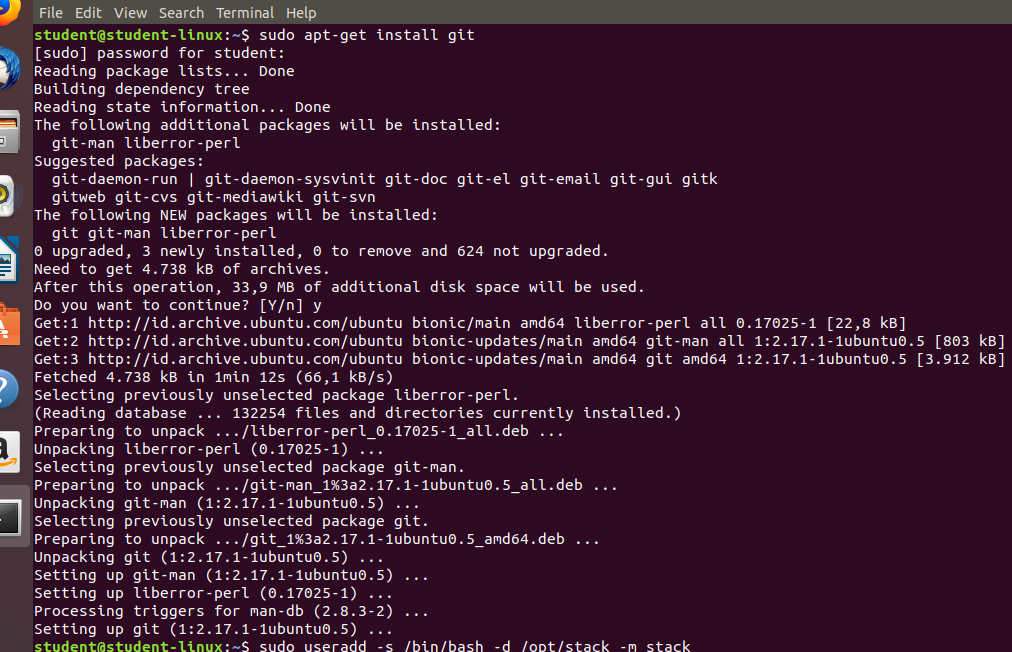 File Edit View Search Terminal Help
student@student-linux:~$ sudo apt-get install git
[sudo] password for student:
Reading package lists... Done
Building dependency tree
Reading state information... Done
The following additional packages will be installed:
  git-man liberror-perl
Suggested packages:
  git-daemon-run | git-daemon-sysvinit git-doc git-el git-email git-gui gitk
  gitweb git-cvs git-mediawiki git-svn
The following NEW packages will be installed:
  git git-man liberror-perl
0 upgraded, 3 newly installed, 0 to remove and 624 not upgraded.
Need to get 4.738 kB of archives.
After this operation, 33,9 MB of additional disk space will be used.
Do you want to continue? [Y/n] y
Get:1 http://id.archive.ubuntu.com/ubuntu bionic/main amd64 liberror-perl all 0.17025-1 [22,8 kB]
Get:2 http://id.archive.ubuntu.com/ubuntu bionic-updates/main amd64 git-man all 1:2.17.1-1ubuntu0.5 [803 kB]
Get:3 http://id.archive.ubuntu.com/ubuntu bionic-updates/main amd64 git amd64 1:2.17.1-1ubuntu0.5 [3.912 kB]
Fetched 4.738 kB in 1min 12s (66,1 kB/s)
Selecting previously unselected package liberror-perl.
(Reading database ... 132254 files and directories currently installed.)
Preparing to unpack .../liberror-perl_0.17025-1_all.deb ...
Unpacking liberror-perl (0.17025-1) ...
Selecting previously unselected package git-man.
Preparing to unpack .../git-man_1%3a2.17.1-1ubuntu0.5_all.deb ...
Unpacking git-man (1:2.17.1-1ubuntu0.5) ...
Selecting previously unselected package git.
Preparing to unpack .../git_1%3a2.17.1-1ubuntu0.5_amd64.deb ...
Unpacking git (1:2.17.1-1ubuntu0.5) ...
Setting up git-man (1:2.17.1-1ubuntu0.5) ...
Setting up liberror-perl (0.17025-1) ...
Processing triggers for man-db (2.8.3-2) ...
Setting up git (1:2.17.1-1ubuntu0.5) ...
student@student-linux:~$ sudo useradd -s /bin/bash -d /opt/stack -m stack